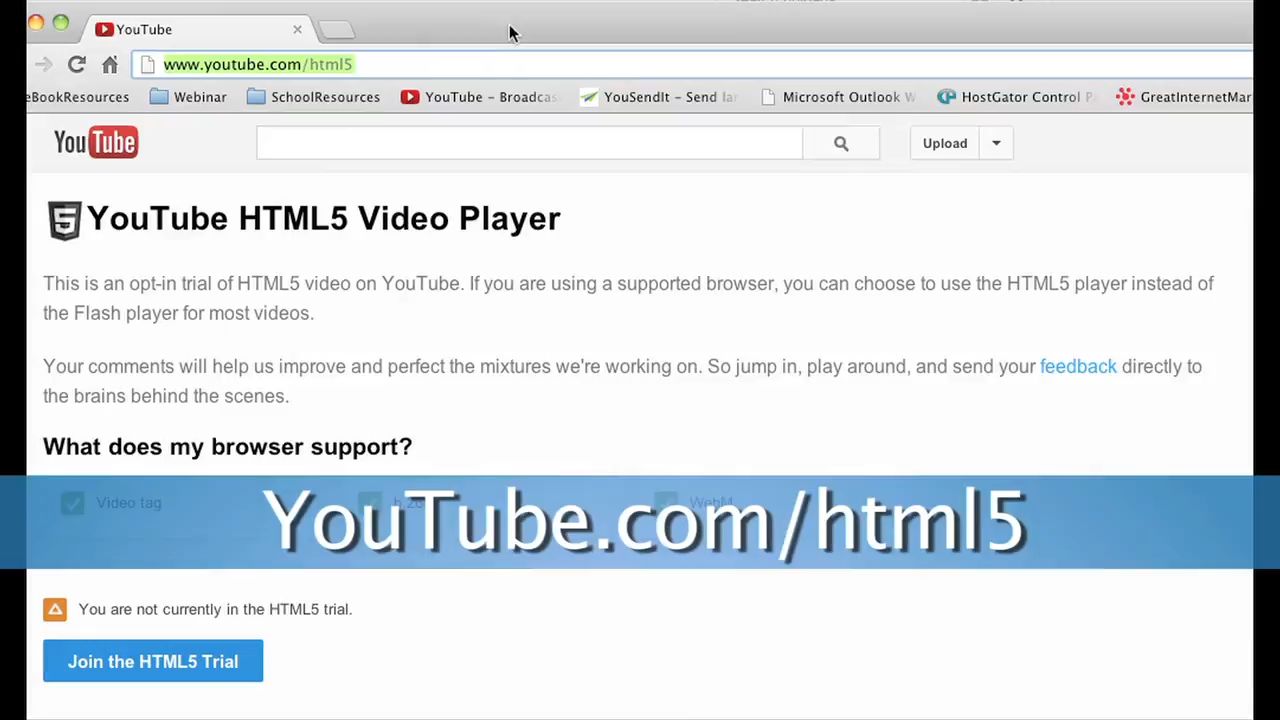 YouTube
www.youtube.com/html5
eBookResources Webinar SchoolResources YouTube – Broadcas YouSendIt – Send lar Microsoft Outlook W HostGator Control Pa GreatInternetMar
YouTube Upload
5 YouTube HTML5 Video Player
This is an opt-in trial of HTML5 video on YouTube. If you are using a supported browser, you can choose to use the HTML5 player instead of
the Flash player for most videos.
Your comments will help us improve and perfect the mixtures we're working on. So jump in, play around, and send your feedback directly to
the brains behind the scenes.
What does my browser support?
Video tag WebM
YouTube.com/html5
You are not currently in the HTML5 trial.
Join the HTML5 Trial